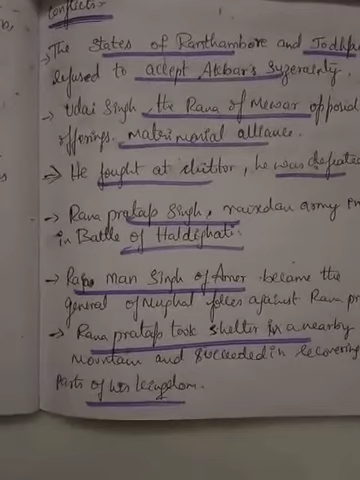 Conflicts:-
→ The States of Ranthambore and Jodhpu
refused to accept Akbar's Syzerainty.
→ Udai Singh, the Rana of Mewar opposed
offerings matrimonial alliance.
→ He fought at chittor, he was defeated
→ Rana pratap Singh, army
in Battle of Haldighati.
→ Raja Man Singh of Amer became the
general of Mughal forces against Rana pr
→ Rana pratap took shelter in a nearby
mountain and succeeded in recovering
Parts of his kingdom.